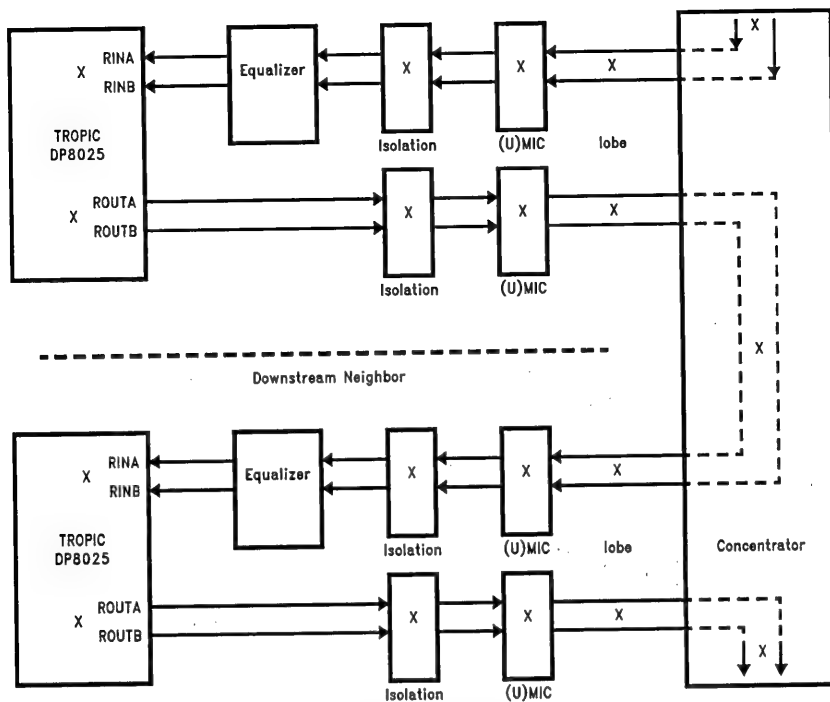 RINA
X
RINB
Equalizer
X
X
X
X
TROPIC
DP8025
Isolation
(U)MIC
lobe
ROUTA
X
ROUTB
X
X
X
Isolation
(U)MIC
X
Downstream Neighbor
RINA
X
RINB
Equalizer
X
X
X
TROPIC
DP8025
Isolation
(U)MIC
lobe
Concentrator
ROUTA
X
ROUTB
X
X
X
X
Isolation
(U)MIC